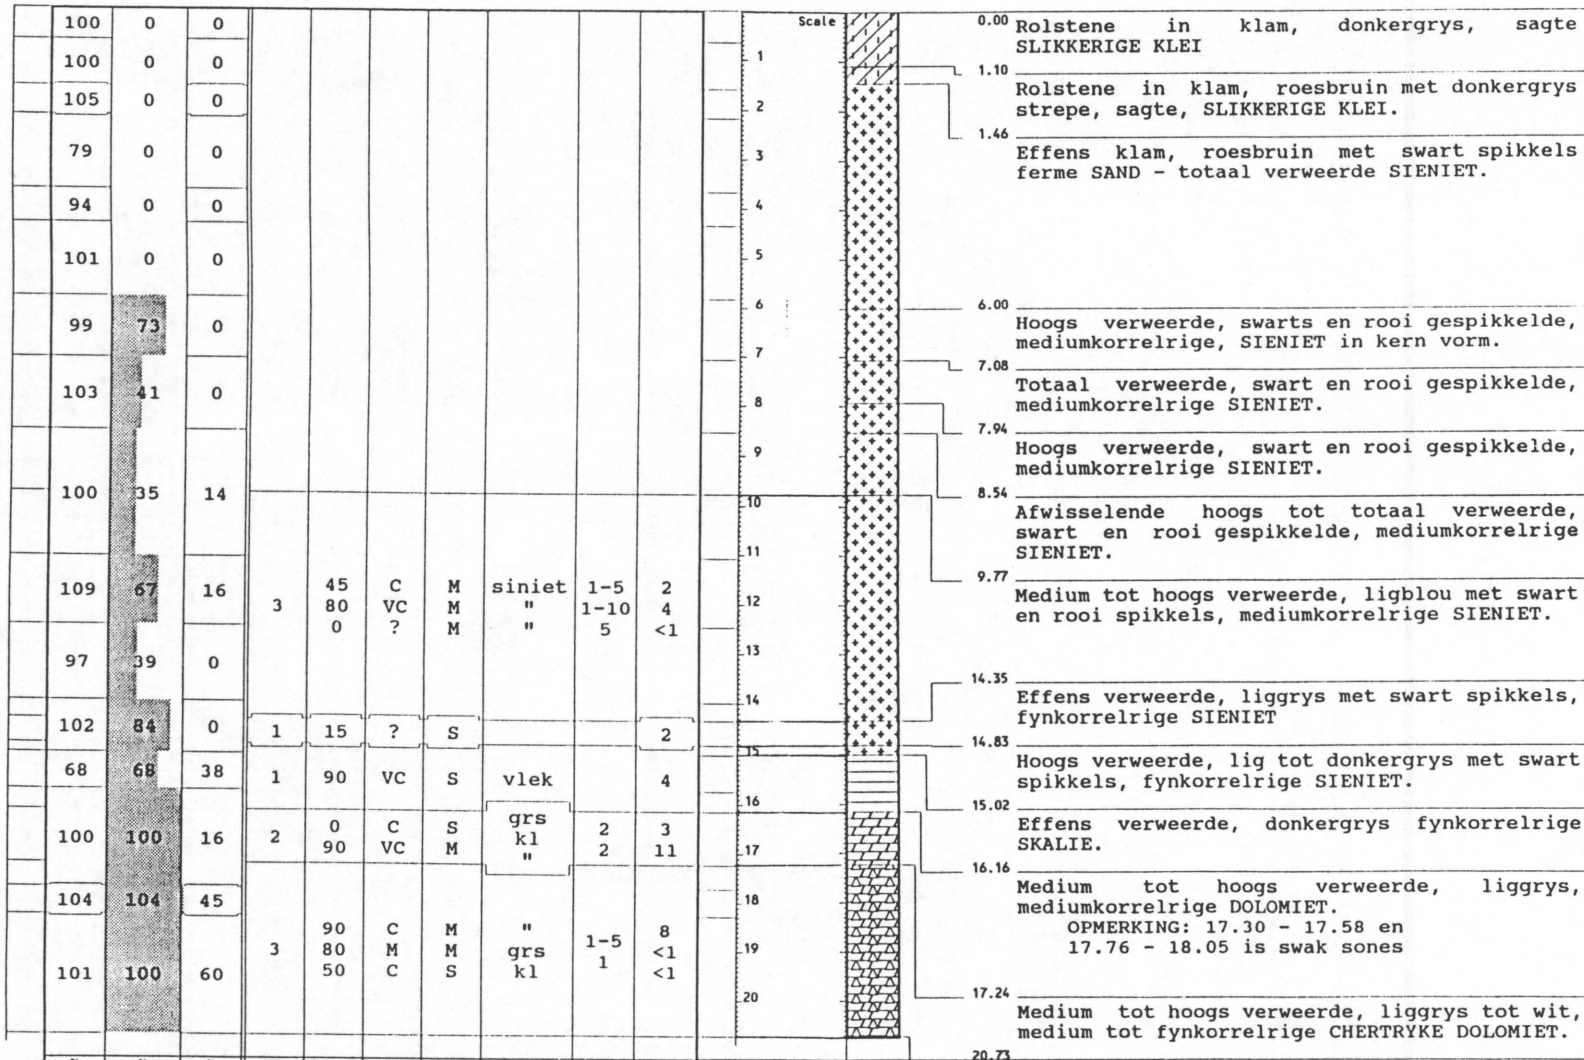 Scale
100 0 0
100 0 0
105 0 0
79 0 0
94 0 0
101 0 0
99 73 0
103 41 0
100 35 14
109 67 16
97 39 0
102 84 0
68 68 38
100 100 16
104 104 45
101 100 60
45 C M siniet 1-5 2
3 80 VC M " 1-10 4
0 ? M " 5 <1
1 15 ? S 2
1 90 VC S vlek 4
grs
2 0 C S kl 2 3
90 VC M " 2 11
90 C M " 8
3 80 M M grs 1-5 <1
50 C S kl 1 <1
1
2
3
4
5
6
7
8
9
10
11
12
13
14
15
16
17
18
19
20
0.00
Rolstene in klam, donkergrys, sagte
SLIKKERIGE KLEI
1.10
Rolstene in klam, roesbruin met donkergrys
strepe, sagte, SLIKKERIGE KLEI.
1.46
Effens klam, roesbruin met swart spikkels
ferme SAND - totaal verweerde SIENIET.
6.00
Hoogs verweerde, swarts en rooi gespikkelde,
mediumkorrelrige, SIENIET in kern vorm.
7.08
Totaal verweerde, swart en rooi gespikkelde,
mediumkorrelrige SIENIET.
7.94
Hoogs verweerde, swart en rooi gespikkelde,
mediumkorrelrige SIENIET.
8.54
Afwisselende hoogs tot totaal verweerde,
swart en rooi gespikkelde, mediumkorrelrige
SIENIET.
9.77
Medium tot hoogs verweerde, ligblou met swart
en rooi spikkels, mediumkorrelrige SIENIET.
14.35
Effens verweerde, liggrys met swart spikkels,
fynkorrelrige SIENIET
14.83
Hoogs verweerde, lig tot donkergrys met swart
spikkels, fynkorrelrige SIENIET.
15.02
Effens verweerde, donkergrys fynkorrelrige
SKALIE.
16.16
Medium tot hoogs verweerde, liggrys,
mediumkorrelrige DOLOMIET.
OPMERKING: 17.30 - 17.58 en
17.76 - 18.05 is swak sones
17.24
Medium tot hoogs verweerde, liggrys tot wit,
medium tot fynkorrelrige CHERTRYKE DOLOMIET.
20.73